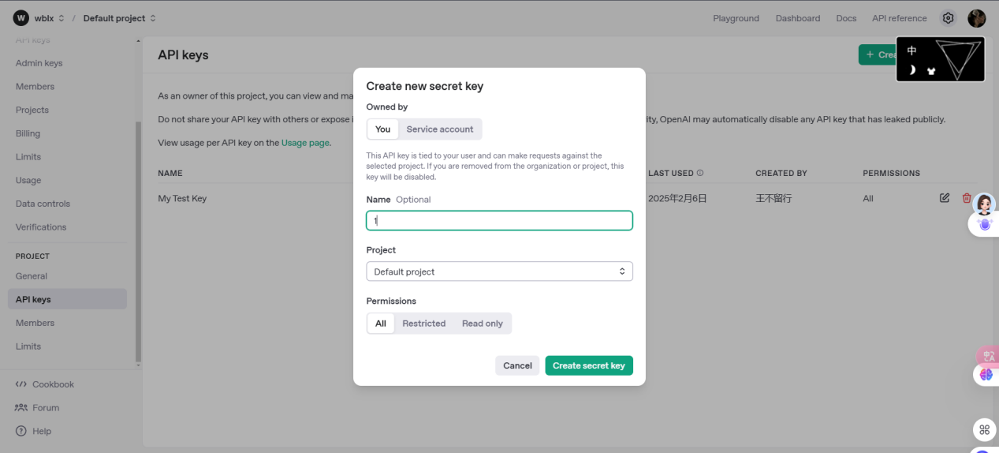 W wblx / Default project
Playground Dashboard Docs API reference
API keys
Admin keys
Members
Projects
Billing
Limits
Usage
Data controls
Verifications
PROJECT
General
API keys
Members
Limits
Cookbook
Forum
Help
API keys
+ Crea
中
As an owner of this project, you can view and ma
Do not share your API key with others or expose i
ity, OpenAI may automatically disable any API key that has leaked publicly.
View usage per API key on the Usage page.
NAME LAST USED CREATED BY PERMISSIONS
My Test Key 2025年2月6日 王不留行 All
Create new secret key
Owned by
You Service account
This API key is tied to your user and can make requests against the
selected project. If you are removed from the organization or project, this
key will be disabled.
Name Optional
1
Project
Default project
Permissions
All Restricted Read only
Cancel Create secret key
中A